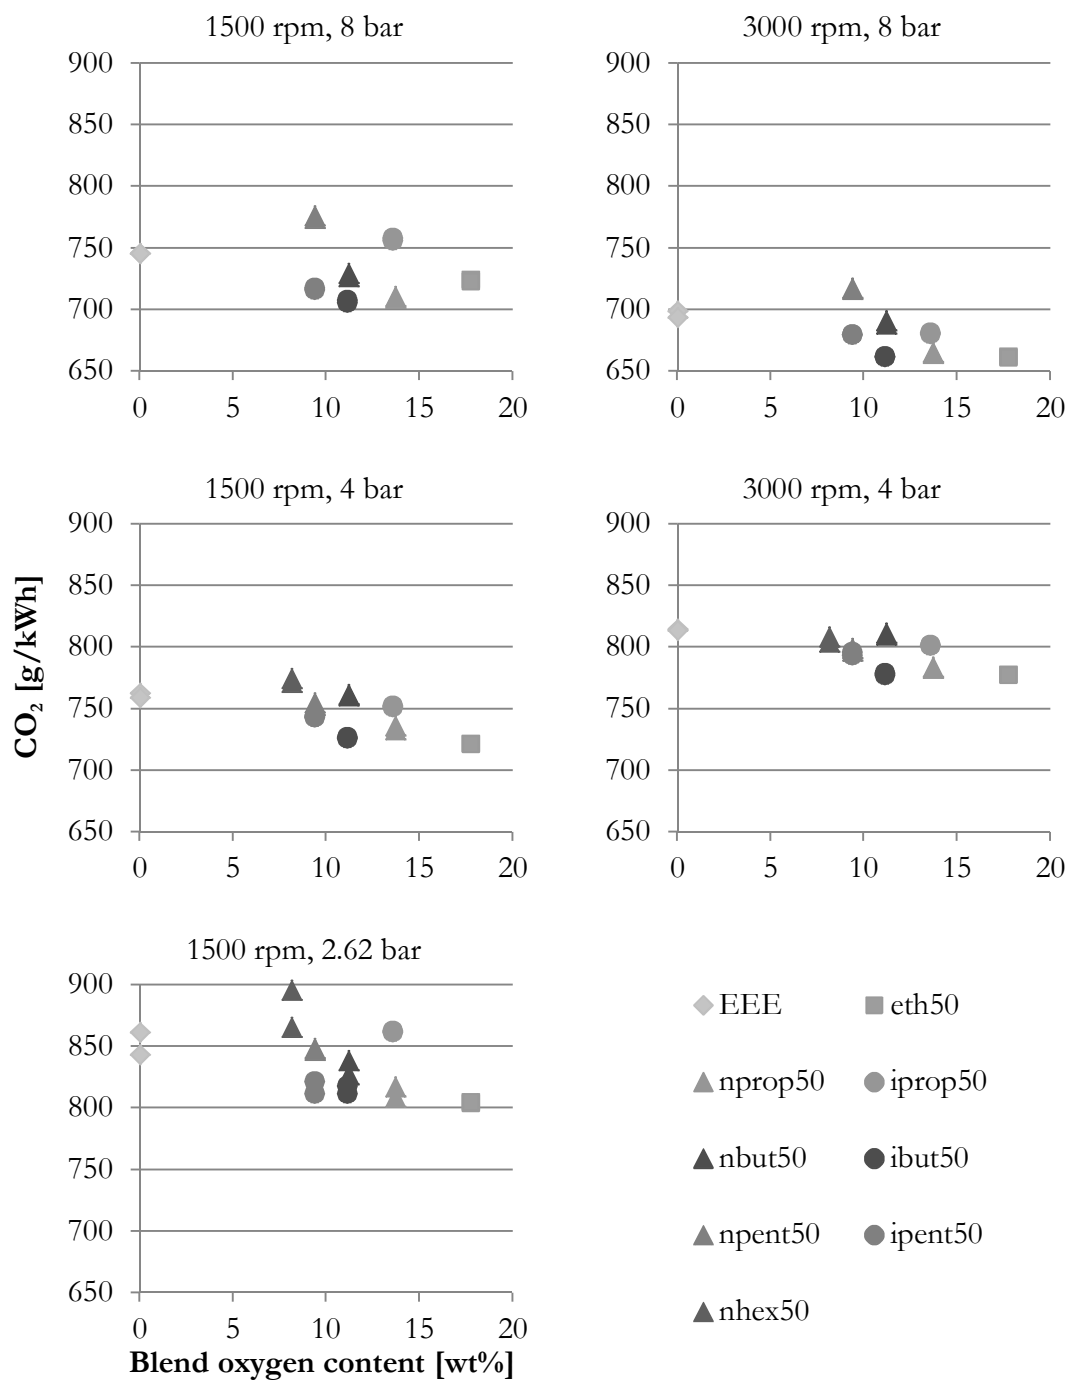 1500 rpm, 8 bar
900
850
800
750
700
650
0 5 10 15 20
3000 rpm, 8 bar
900
850
800
750
700
650
0 5 10 15 20
CO₂ [g/kWh]
1500 rpm, 4 bar
900
850
800
750
700
650
0 5 10 15 20
3000 rpm, 4 bar
900
850
800
750
700
650
0 5 10 15 20
1500 rpm, 2.62 bar
900
850
800
750
700
650
0 5 10 15 20
Blend oxygen content [wt%]
EEE eth50
nprop50 iprop50
nbut50 ibut50
npent50 ipent50
nhex50